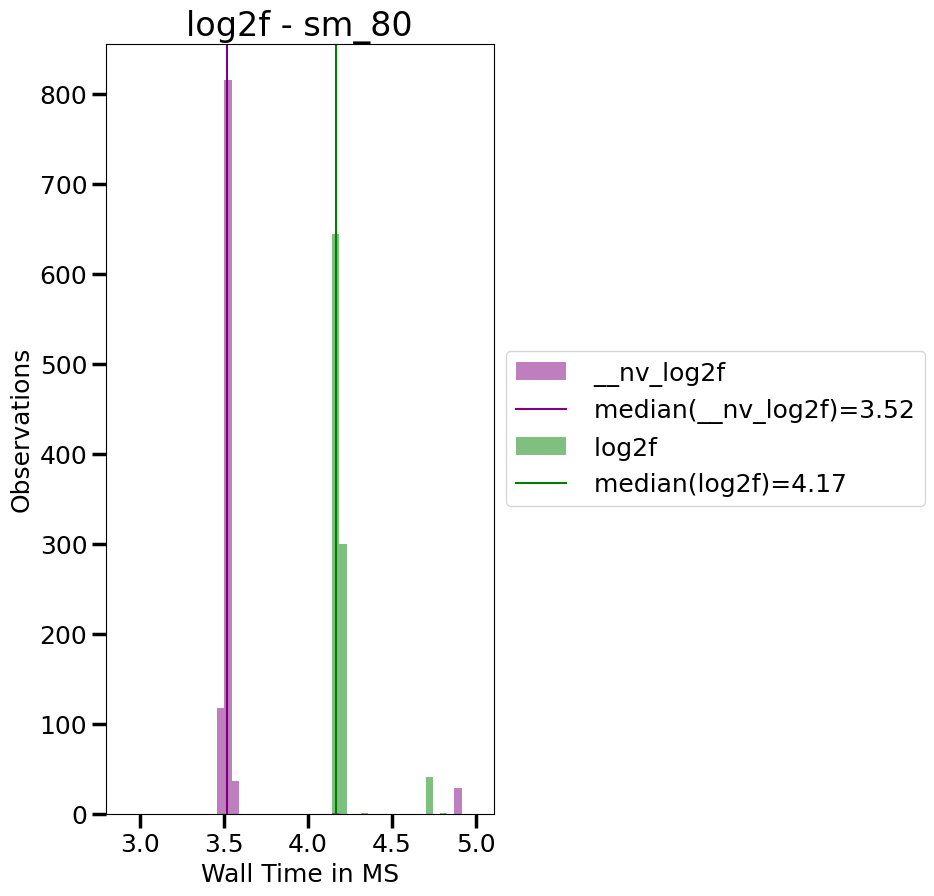 log2f - sm_80
800
700
600
500
400
300
200
100
0
Observations
3.0 3.5 4.0 4.5 5.0
Wall Time in MS
__nv_log2f
median(__nv_log2f)=3.52
log2f
median(log2f)=4.17